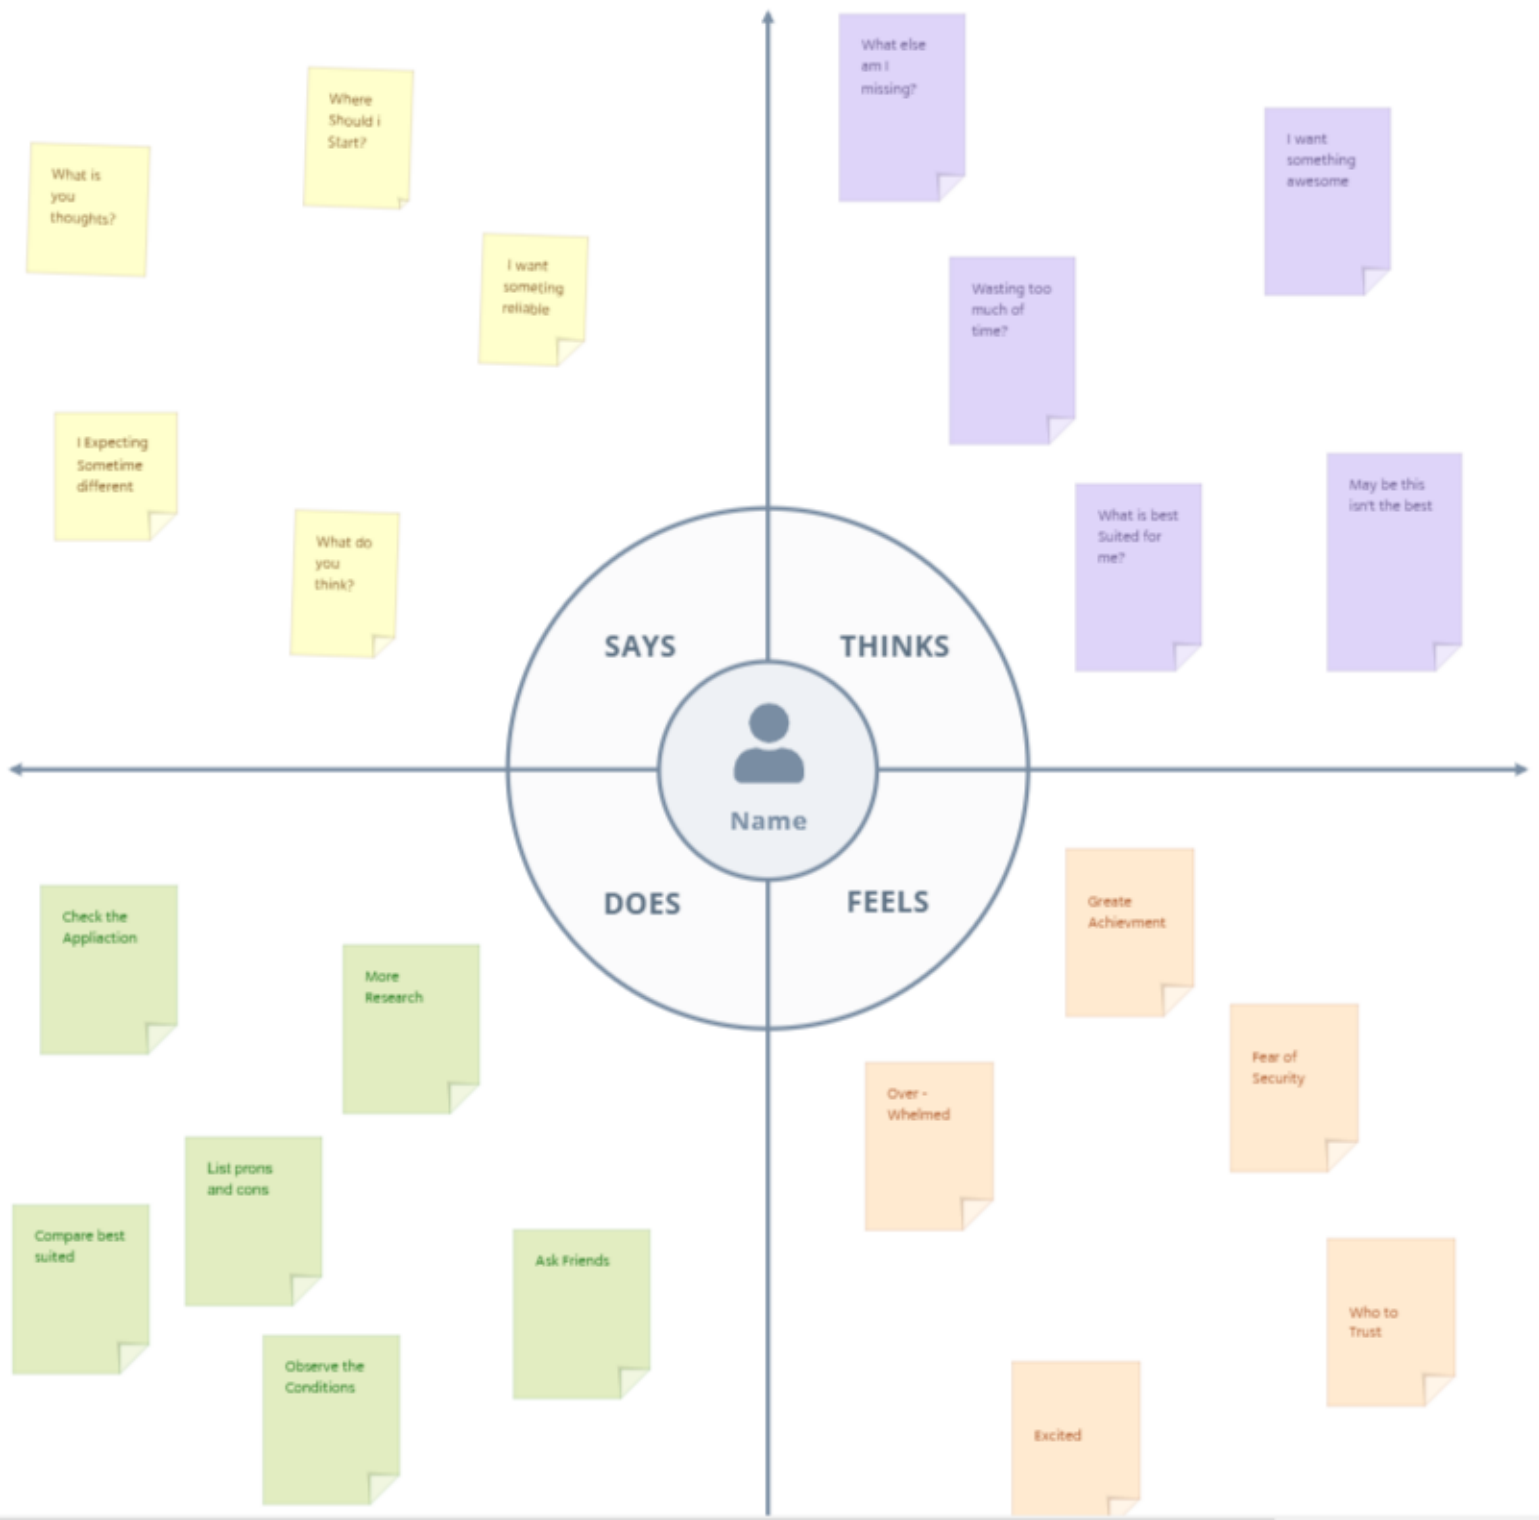 What is
you
thoughts?
Where
Should i
Start?
I want
someting
reliable
I Expecting
Sometime
different
What do
you
think?
What else
am I
missing?
I want
something
awesome
Wasting too
much of
time?
What is best
Suited for
me?
May be this
isn't the best
SAYS
THINKS
Name
DOES
FEELS
Check the
Appliaction
More
Research
List prons
and cons
Compare best
suited
Ask Friends
Observe the
Conditions
Greate
Achievment
Fear of
Security
Over -
Whelmed
Who to
Trust
Excited